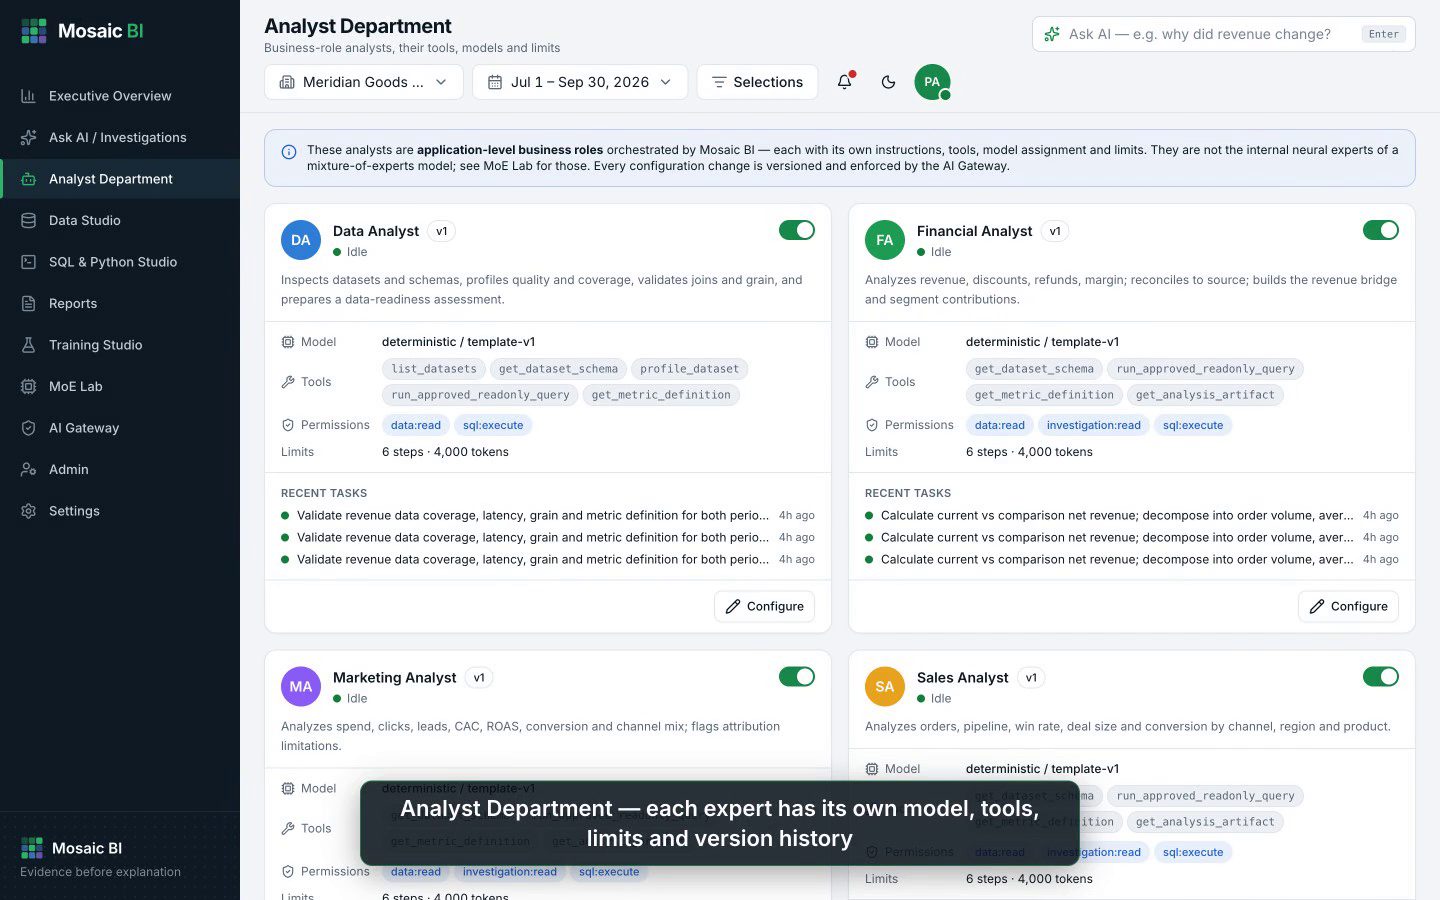 Mosaic BI
Executive Overview
Ask AI / Investigations
Analyst Department
Data Studio
SQL & Python Studio
Reports
Training Studio
MoE Lab
AI Gateway
Admin
Settings
Mosaic BI
Evidence before explanation
Analyst Department
Business-role analysts, their tools, models and limits
Ask AI — e.g. why did revenue change?
Enter
Meridian Goods ...
Jul 1 – Sep 30, 2026
Selections
PA
These analysts are application-level business roles orchestrated by Mosaic BI — each with its own instructions, tools, model assignment and limits. They are not the internal neural experts of a
mixture-of-experts model; see MoE Lab for those. Every configuration change is versioned and enforced by the AI Gateway.
DA
Data Analyst v1
Idle
Inspects datasets and schemas, profiles quality and coverage, validates joins and grain, and
prepares a data-readiness assessment.
Model deterministic / template-v1
Tools
list_datasets get_dataset_schema profile_dataset
run_approved_readonly_query get_metric_definition
Permissions data:read sql:execute
Limits 6 steps · 4,000 tokens
RECENT TASKS
Validate revenue data coverage, latency, grain and metric definition for both perio... 4h ago
Validate revenue data coverage, latency, grain and metric definition for both perio... 4h ago
Validate revenue data coverage, latency, grain and metric definition for both perio... 4h ago
Configure
FA
Financial Analyst v1
Idle
Analyzes revenue, discounts, refunds, margin; reconciles to source; builds the revenue bridge
and segment contributions.
Model deterministic / template-v1
Tools
get_dataset_schema run_approved_readonly_query
get_metric_definition get_analysis_artifact
Permissions data:read investigation:read sql:execute
Limits 6 steps · 4,000 tokens
RECENT TASKS
Calculate current vs comparison net revenue; decompose into order volume, aver... 4h ago
Calculate current vs comparison net revenue; decompose into order volume, aver... 4h ago
Calculate current vs comparison net revenue; decompose into order volume, aver... 4h ago
Configure
MA
Marketing Analyst v1
Idle
Analyzes spend, clicks, leads, CAC, ROAS, conversion and channel mix; flags attribution
limitations.
Model deterministic / template-v1
Tools
get_metric_definition
Permissions data:read investigation:read sql:execute
Limits 6 steps · 4,000 tokens
SA
Sales Analyst v1
Idle
Analyzes orders, pipeline, win rate, deal size and conversion by channel, region and product.
Model deterministic / template-v1
get_dataset_schema run_approved_readonly_query
get_metric_definition get_analysis_artifact
Permissions data:read investigation:read sql:execute
Limits 6 steps · 4,000 tokens
Analyst Department — each expert has its own model, tools,
limits and version history